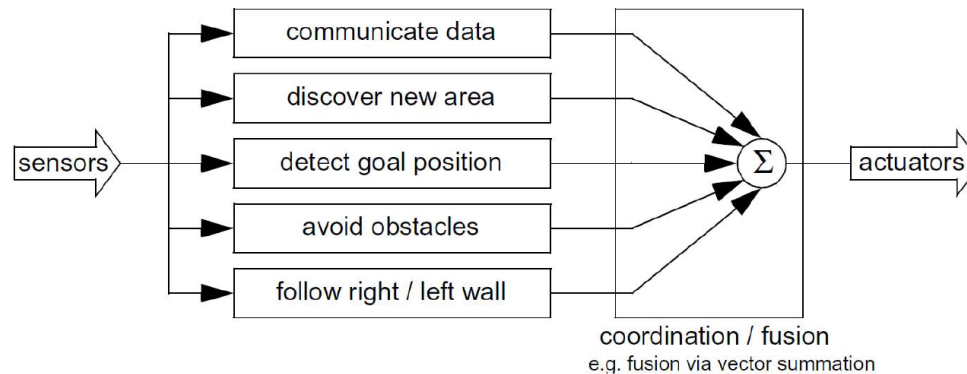 communicate data
discover new area
sensors
detect goal position
Σ
actuators
avoid obstacles
follow right / left wall
coordination / fusion
e.g. fusion via vector summation